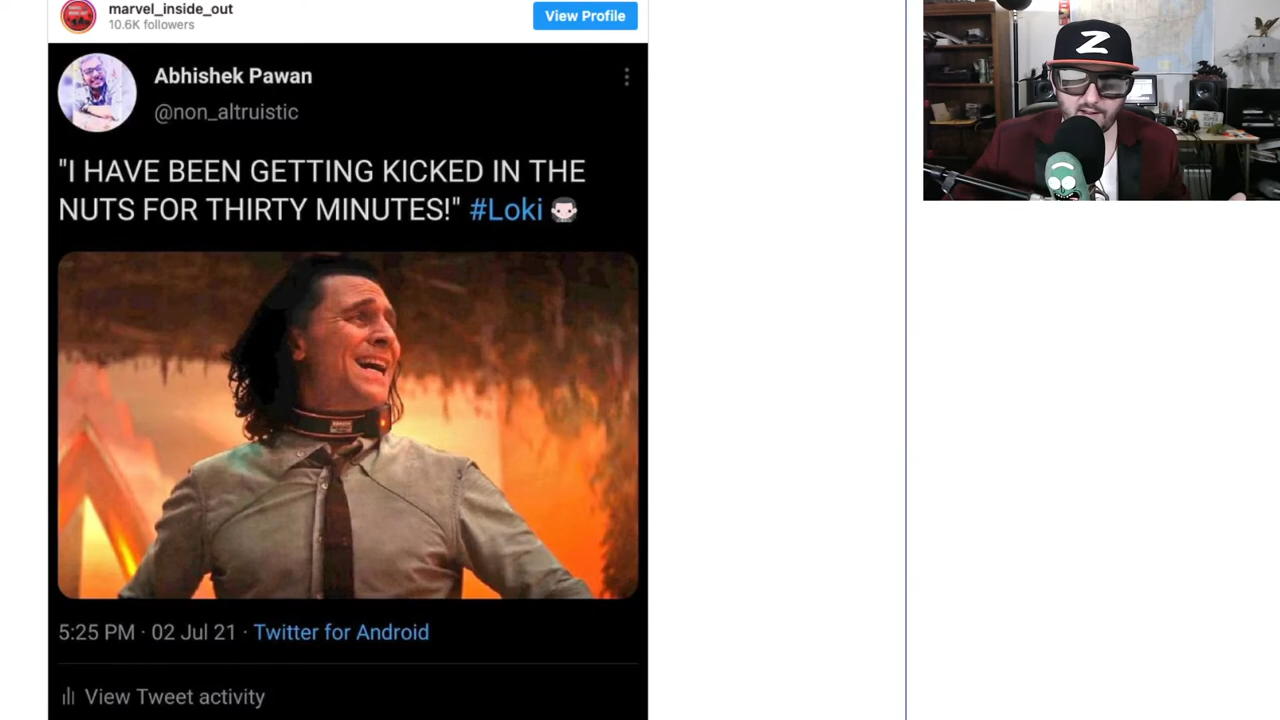 marvel_inside_out
10.6K followers
View Profile
Abhishek Pawan
@non_altruistic
"I HAVE BEEN GETTING KICKED IN THE
NUTS FOR THIRTY MINUTES!" #Loki
5:25 PM · 02 Jul 21 · Twitter for Android
View Tweet activity
Z